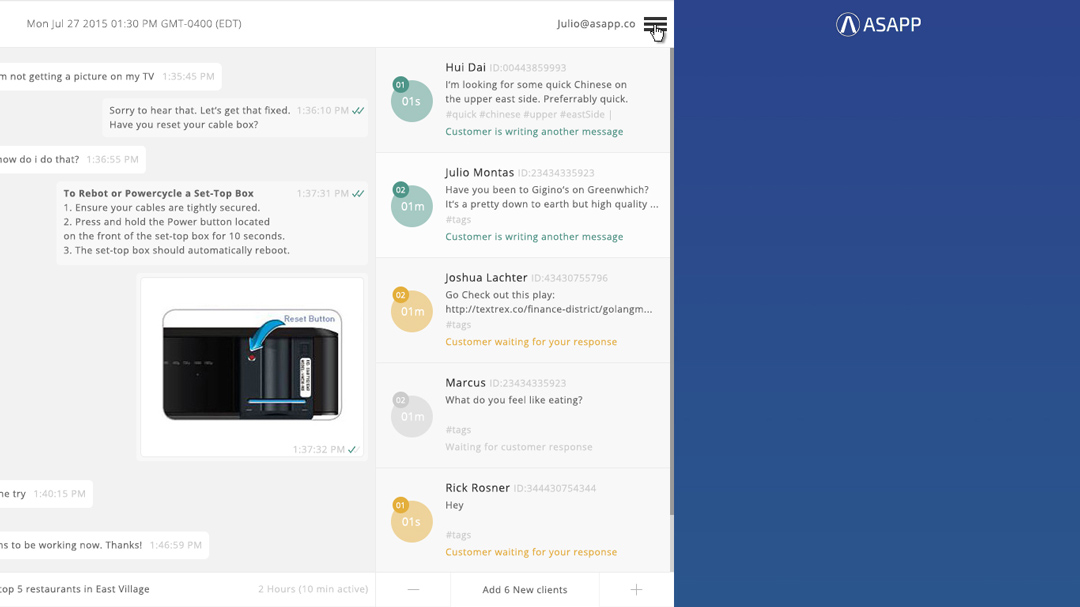 Mon Jul 27 2015 01:30 PM GMT-0400 (EDT)
Julio@asapp.co
ASAPP
not getting a picture on my TV 1:35:45 PM
Sorry to hear that. Let's get that fixed. 1:36:10 PM
Have you reset your cable box?
do i do that? 1:36:55 PM
To Rebot or Powercycle a Set-Top Box 1:37:31 PM
1. Ensure your cables are tightly secured.
2. Press and hold the Power button located
on the front of the set-top box for 10 seconds.
3. The set-top box should automatically reboot.
Reset Button
1:37:32 PM
try 1:40:15 PM
to be working now. Thanks! 1:46:59 PM
top 5 restaurants in East Village 2 Hours (10 min active)
Hui Dai ID:00443859993
01
01s
I'm looking for some quick Chinese on
the upper east side. Preferrably quick.
#quick #chinese #upper #eastSide |
Customer is writing another message
Julio Montas ID:23434335923
02
01m
Have you been to Gigino's on Greenwhich?
It's a pretty down to earth but high quality ...
#tags
Customer is writing another message
Joshua Lachter ID:43430755796
02
01m
Go Check out this play:
http://textrex.co/finance-district/golangm...
#tags
Customer waiting for your response
Marcus ID:23434335923
02
01m
What do you feel like eating?
#tags
Waiting for customer response
Rick Rosner ID:344430754344
01
01s
Hey
#tags
Customer waiting for your response
— Add 6 New clients +